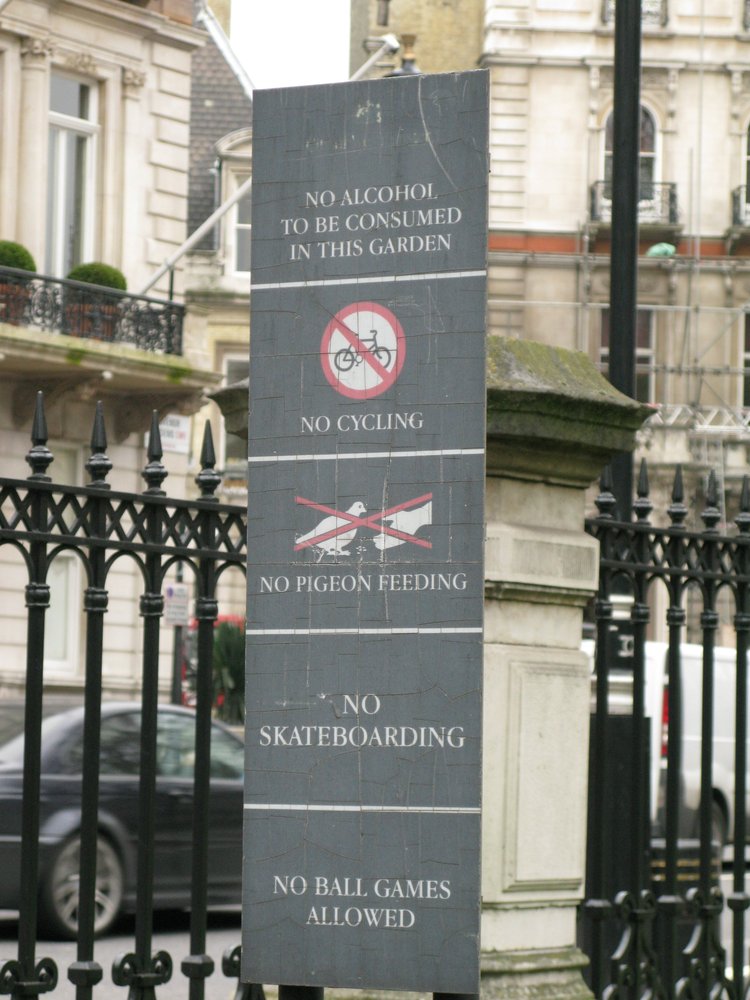 NO ALCOHOL
TO BE CONSUMED
IN THIS GARDEN
NO CYCLING
NO PIGEON FEEDING
NO
SKATEBOARDING
NO BALL GAMES
ALLOWED